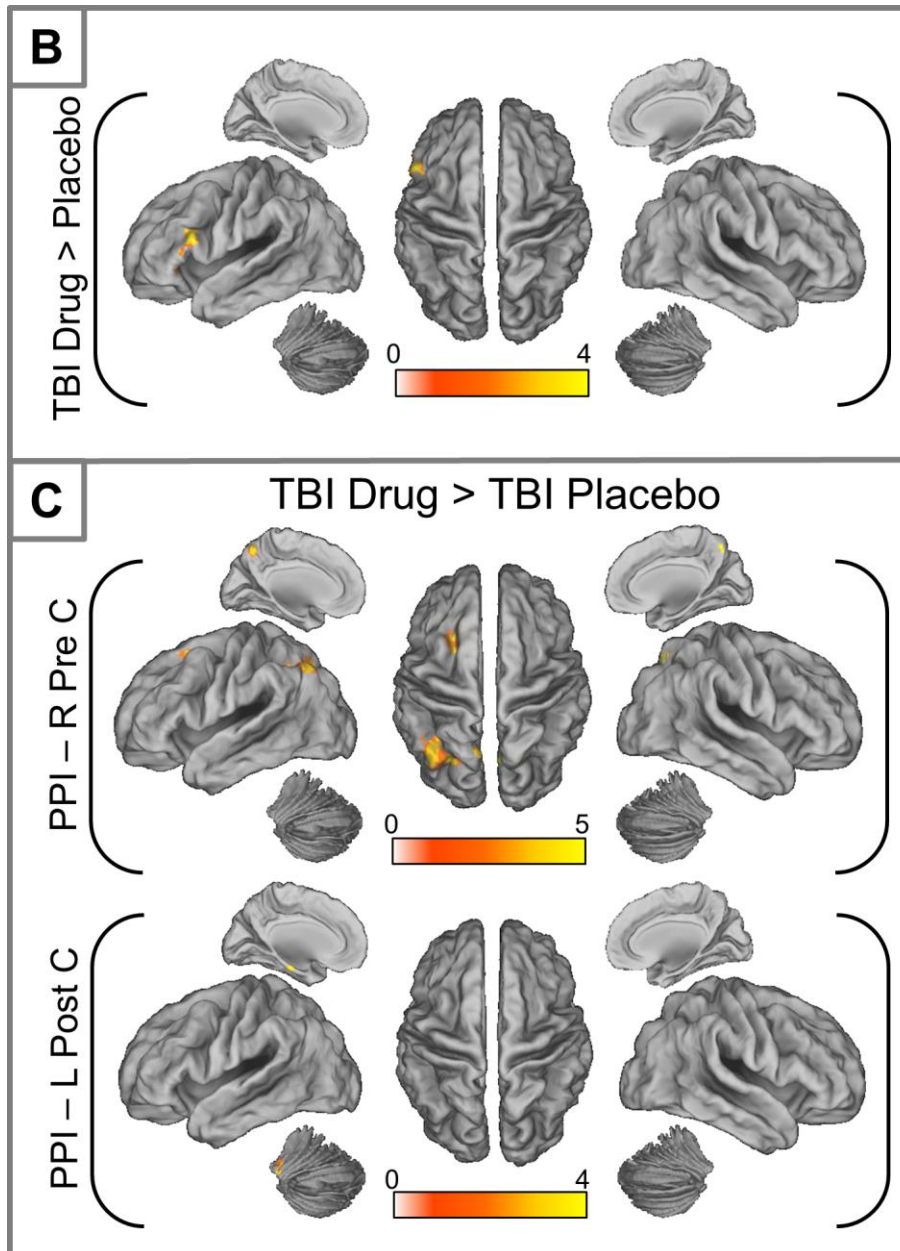 B
TBI Drug > Placebo
0 4
C
TBI Drug > TBI Placebo
PPI – R Pre C
0 5
PPI – L Post C
0 4